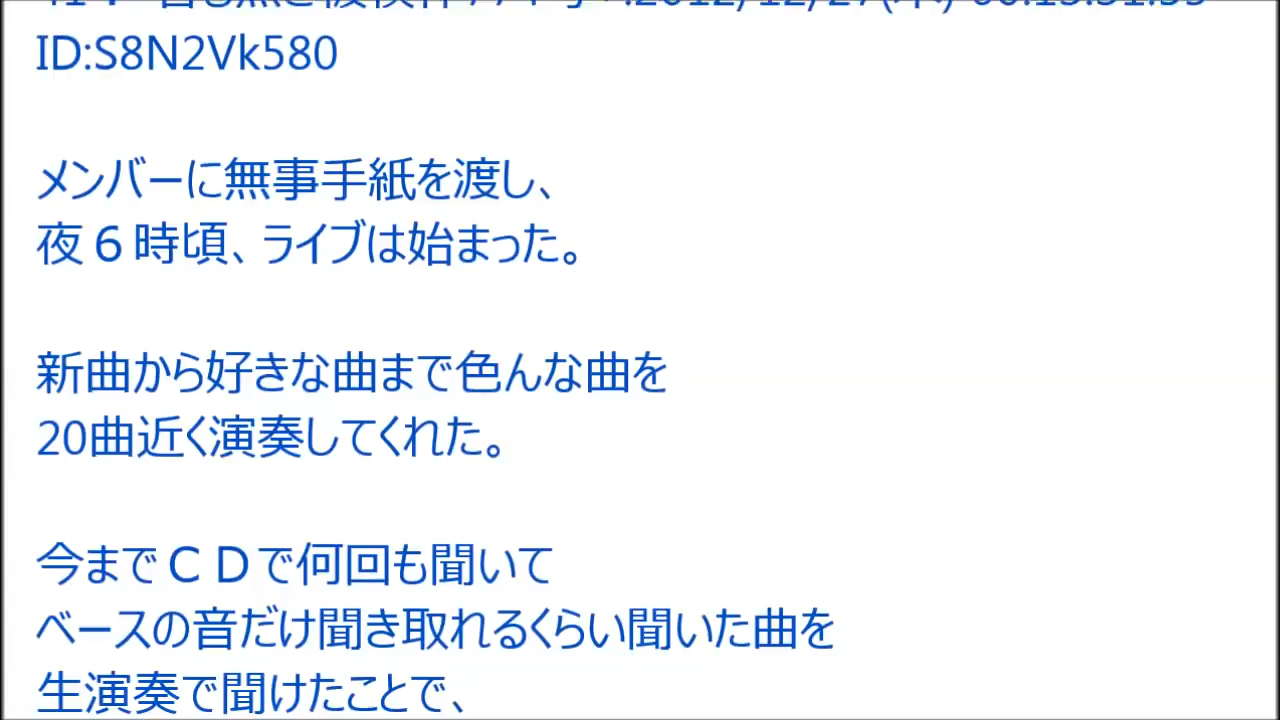 ID:S8N2Vk580
メンバーに無事手紙を渡し、
夜６時頃、ライブは始まった。
新曲から好きな曲まで色んな曲を
20曲近く演奏してくれた。
今までＣＤで何回も聞いて
ベースの音だけ聞き取れるくらい聞いた曲を
生演奏で聞けたことで、